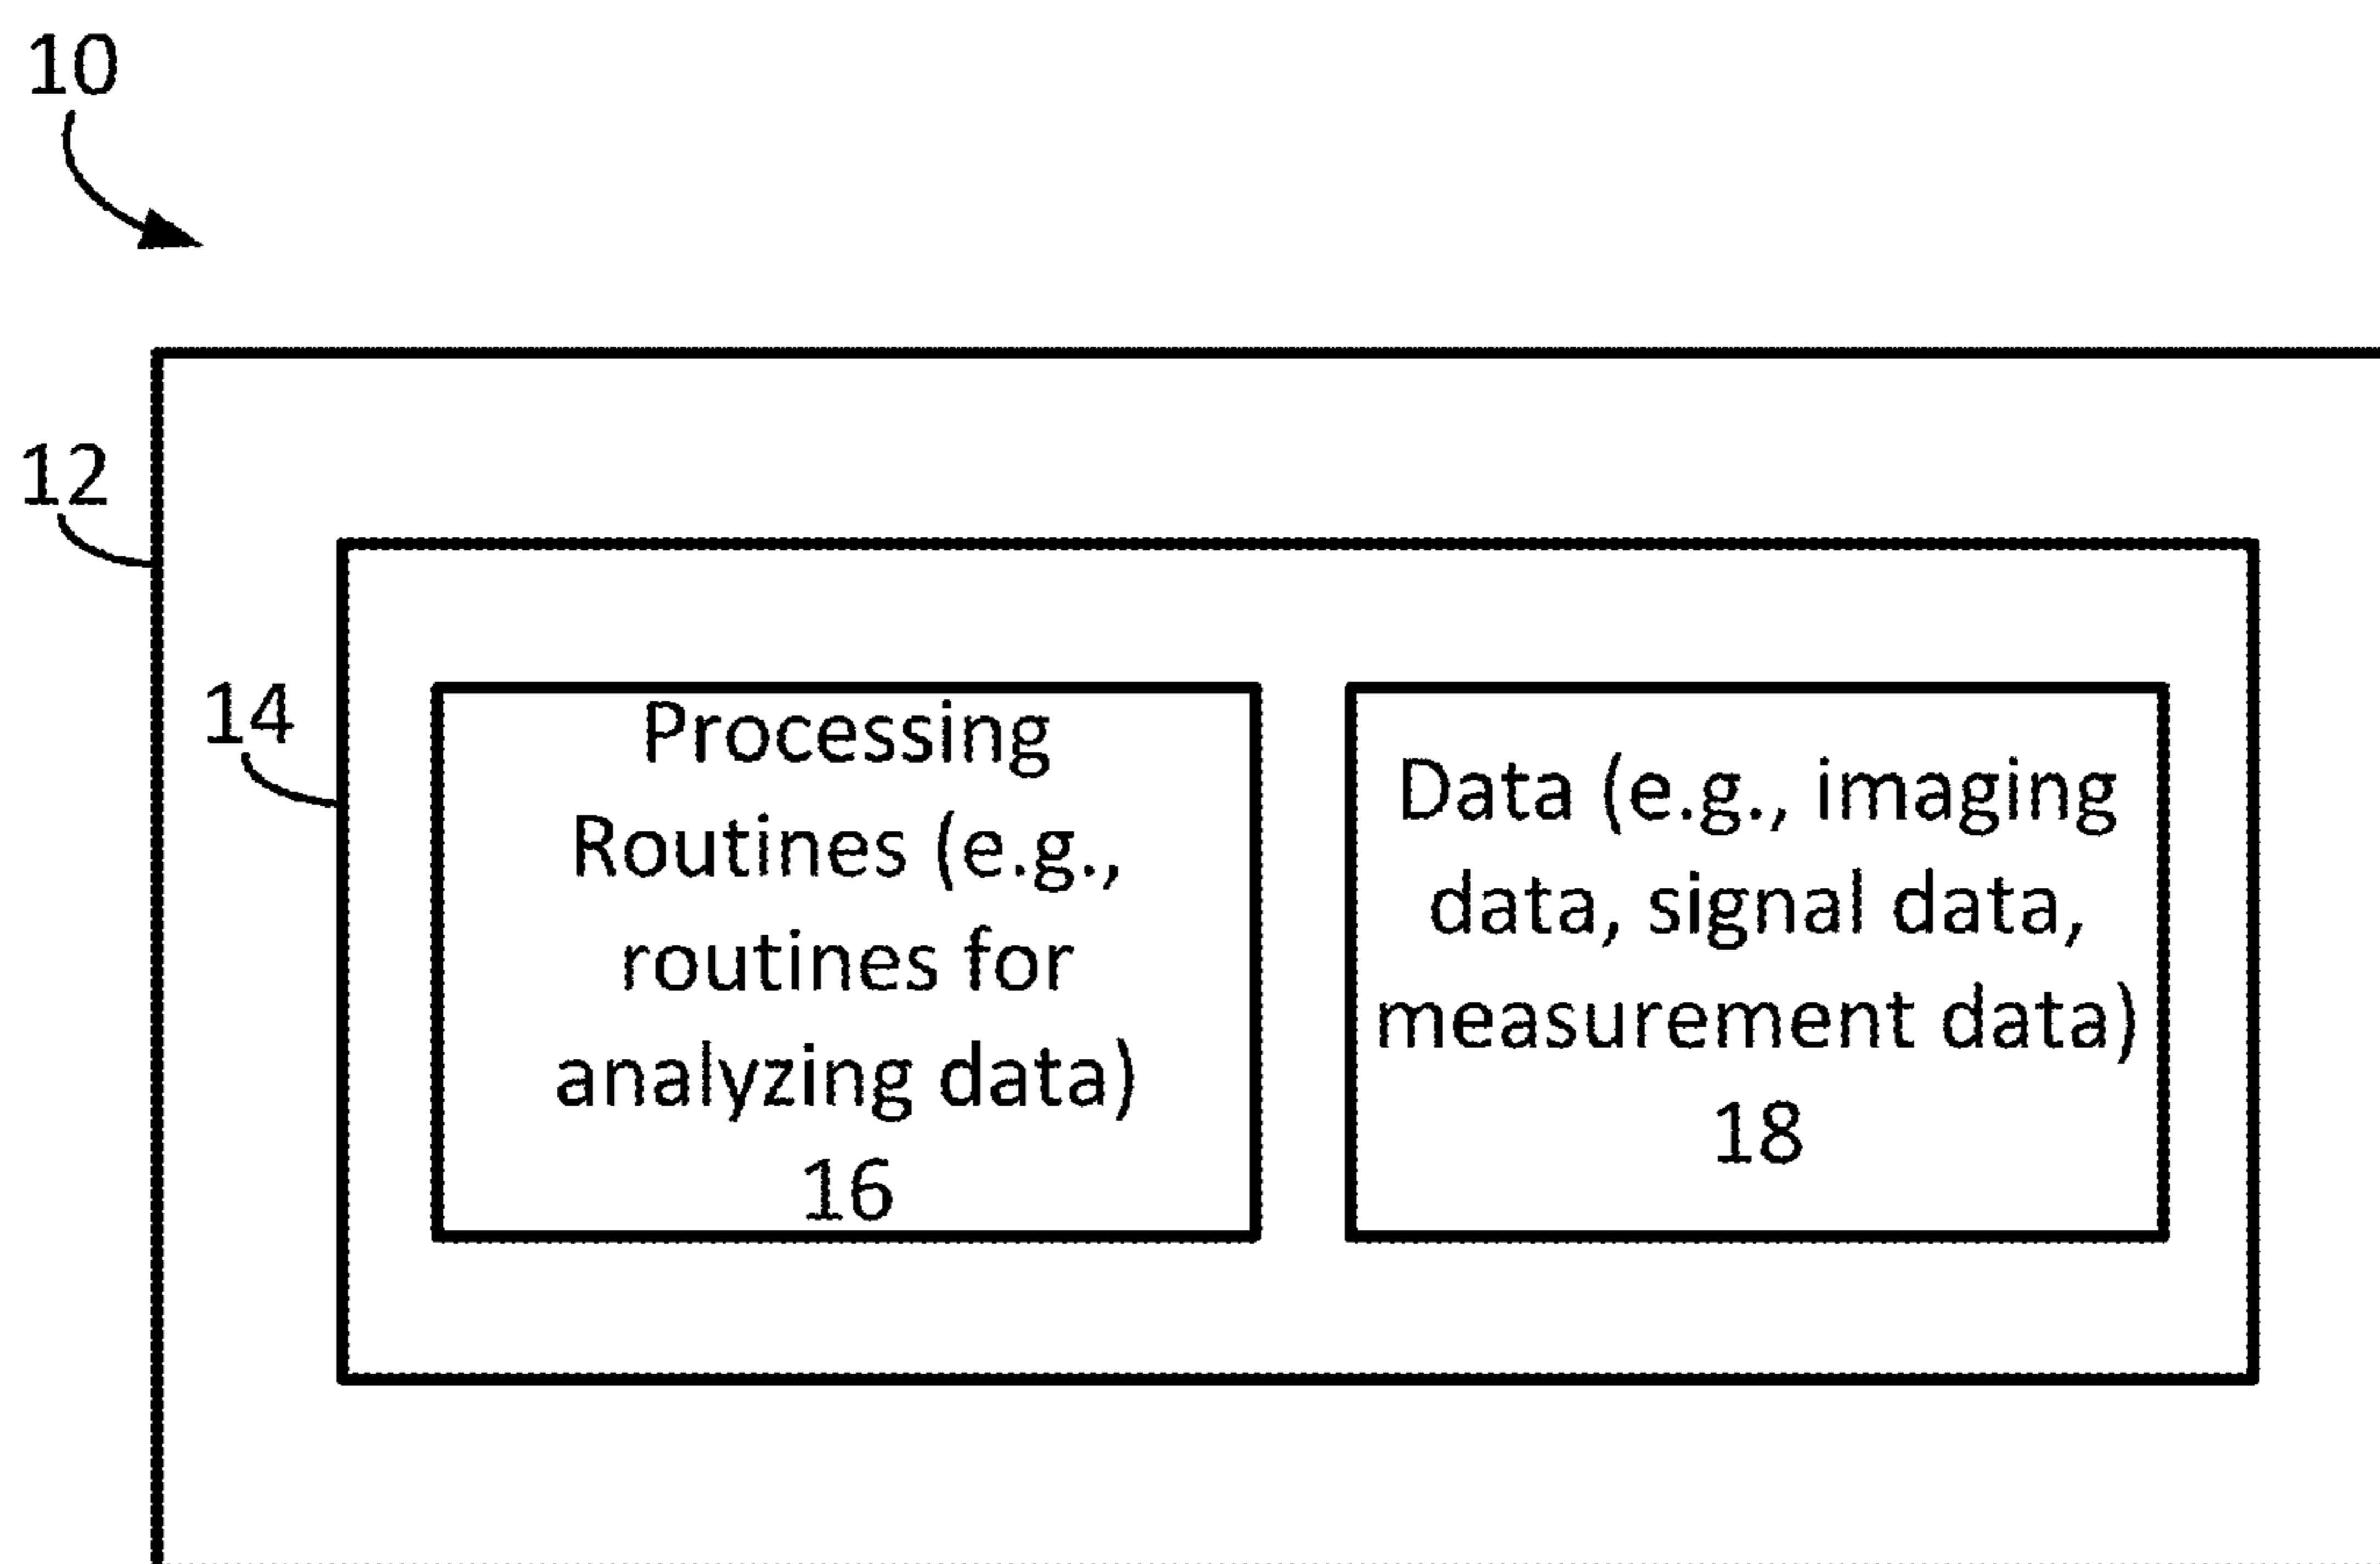 10
12
14
Processing
Routines (e.g.,
routines for
analyzing data)
16
Data (e.g., imaging
data, signal data,
measurement data)
18